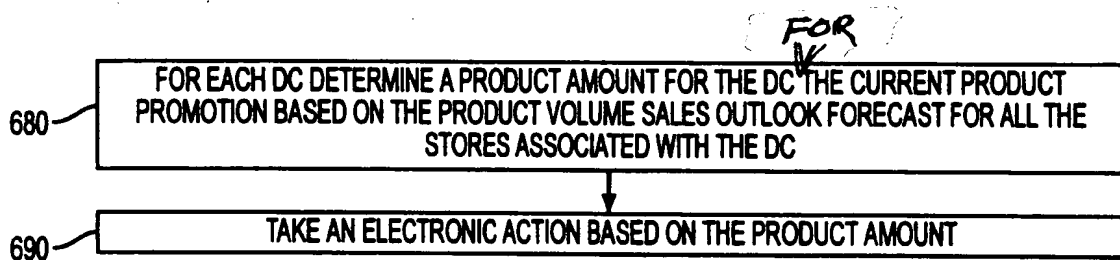 FOR
FOR EACH DC DETERMINE A PRODUCT AMOUNT FOR THE DC THE CURRENT PRODUCT
680
PROMOTION BASED ON THE PRODUCT VOLUME SALES OUTLOOK FORECAST FOR ALL THE
STORES ASSOCIATED WITH THE DC
690
TAKE AN ELECTRONIC ACTION BASED ON THE PRODUCT AMOUNT